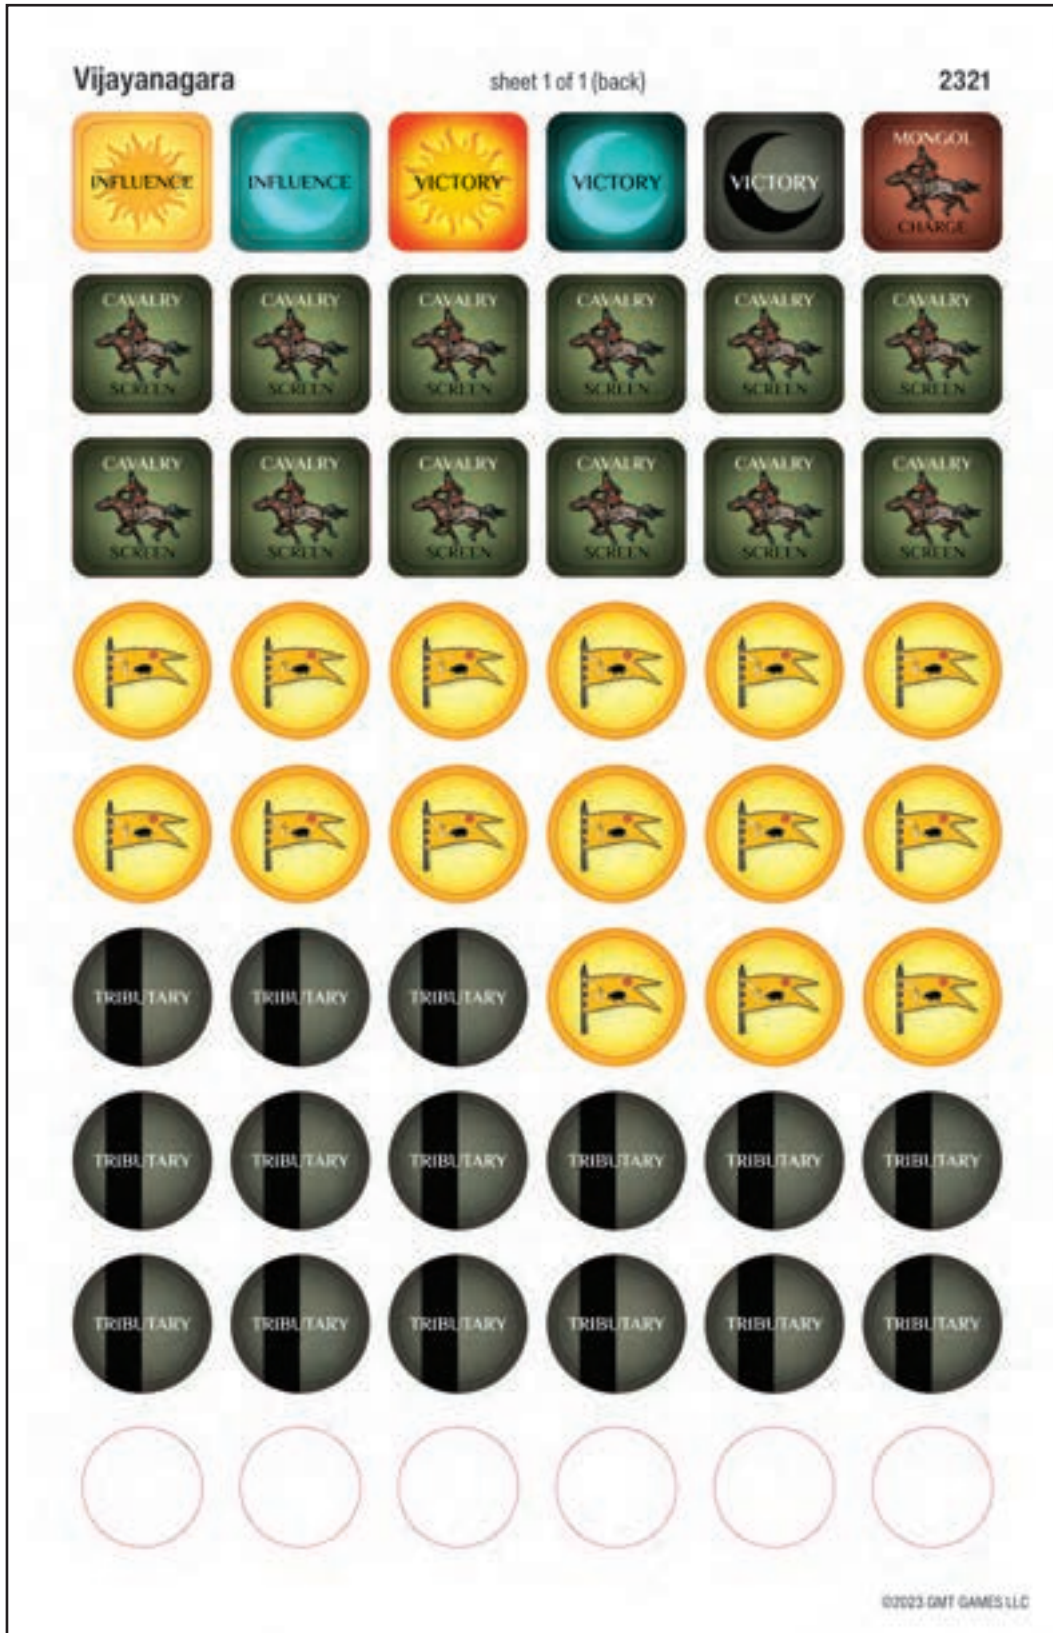 Vijayanagara sheet 1 of 1 (back) 2321
INFLUENCE INFLUENCE VICTORY VICTORY VICTORY MONGOL CHARGE
CAVALRY CAVALRY CAVALRY CAVALRY CAVALRY CAVALRY
SCREEN SCREEN SCREEN SCREEN SCREEN SCREEN
CAVALRY CAVALRY CAVALRY CAVALRY CAVALRY CAVALRY
SCREEN SCREEN SCREEN SCREEN SCREEN SCREEN
TRIBUTARY TRIBUTARY TRIBUTARY
TRIBUTARY TRIBUTARY TRIBUTARY TRIBUTARY TRIBUTARY TRIBUTARY
TRIBUTARY TRIBUTARY TRIBUTARY TRIBUTARY TRIBUTARY TRIBUTARY
©2023 GMT GAMES LLC